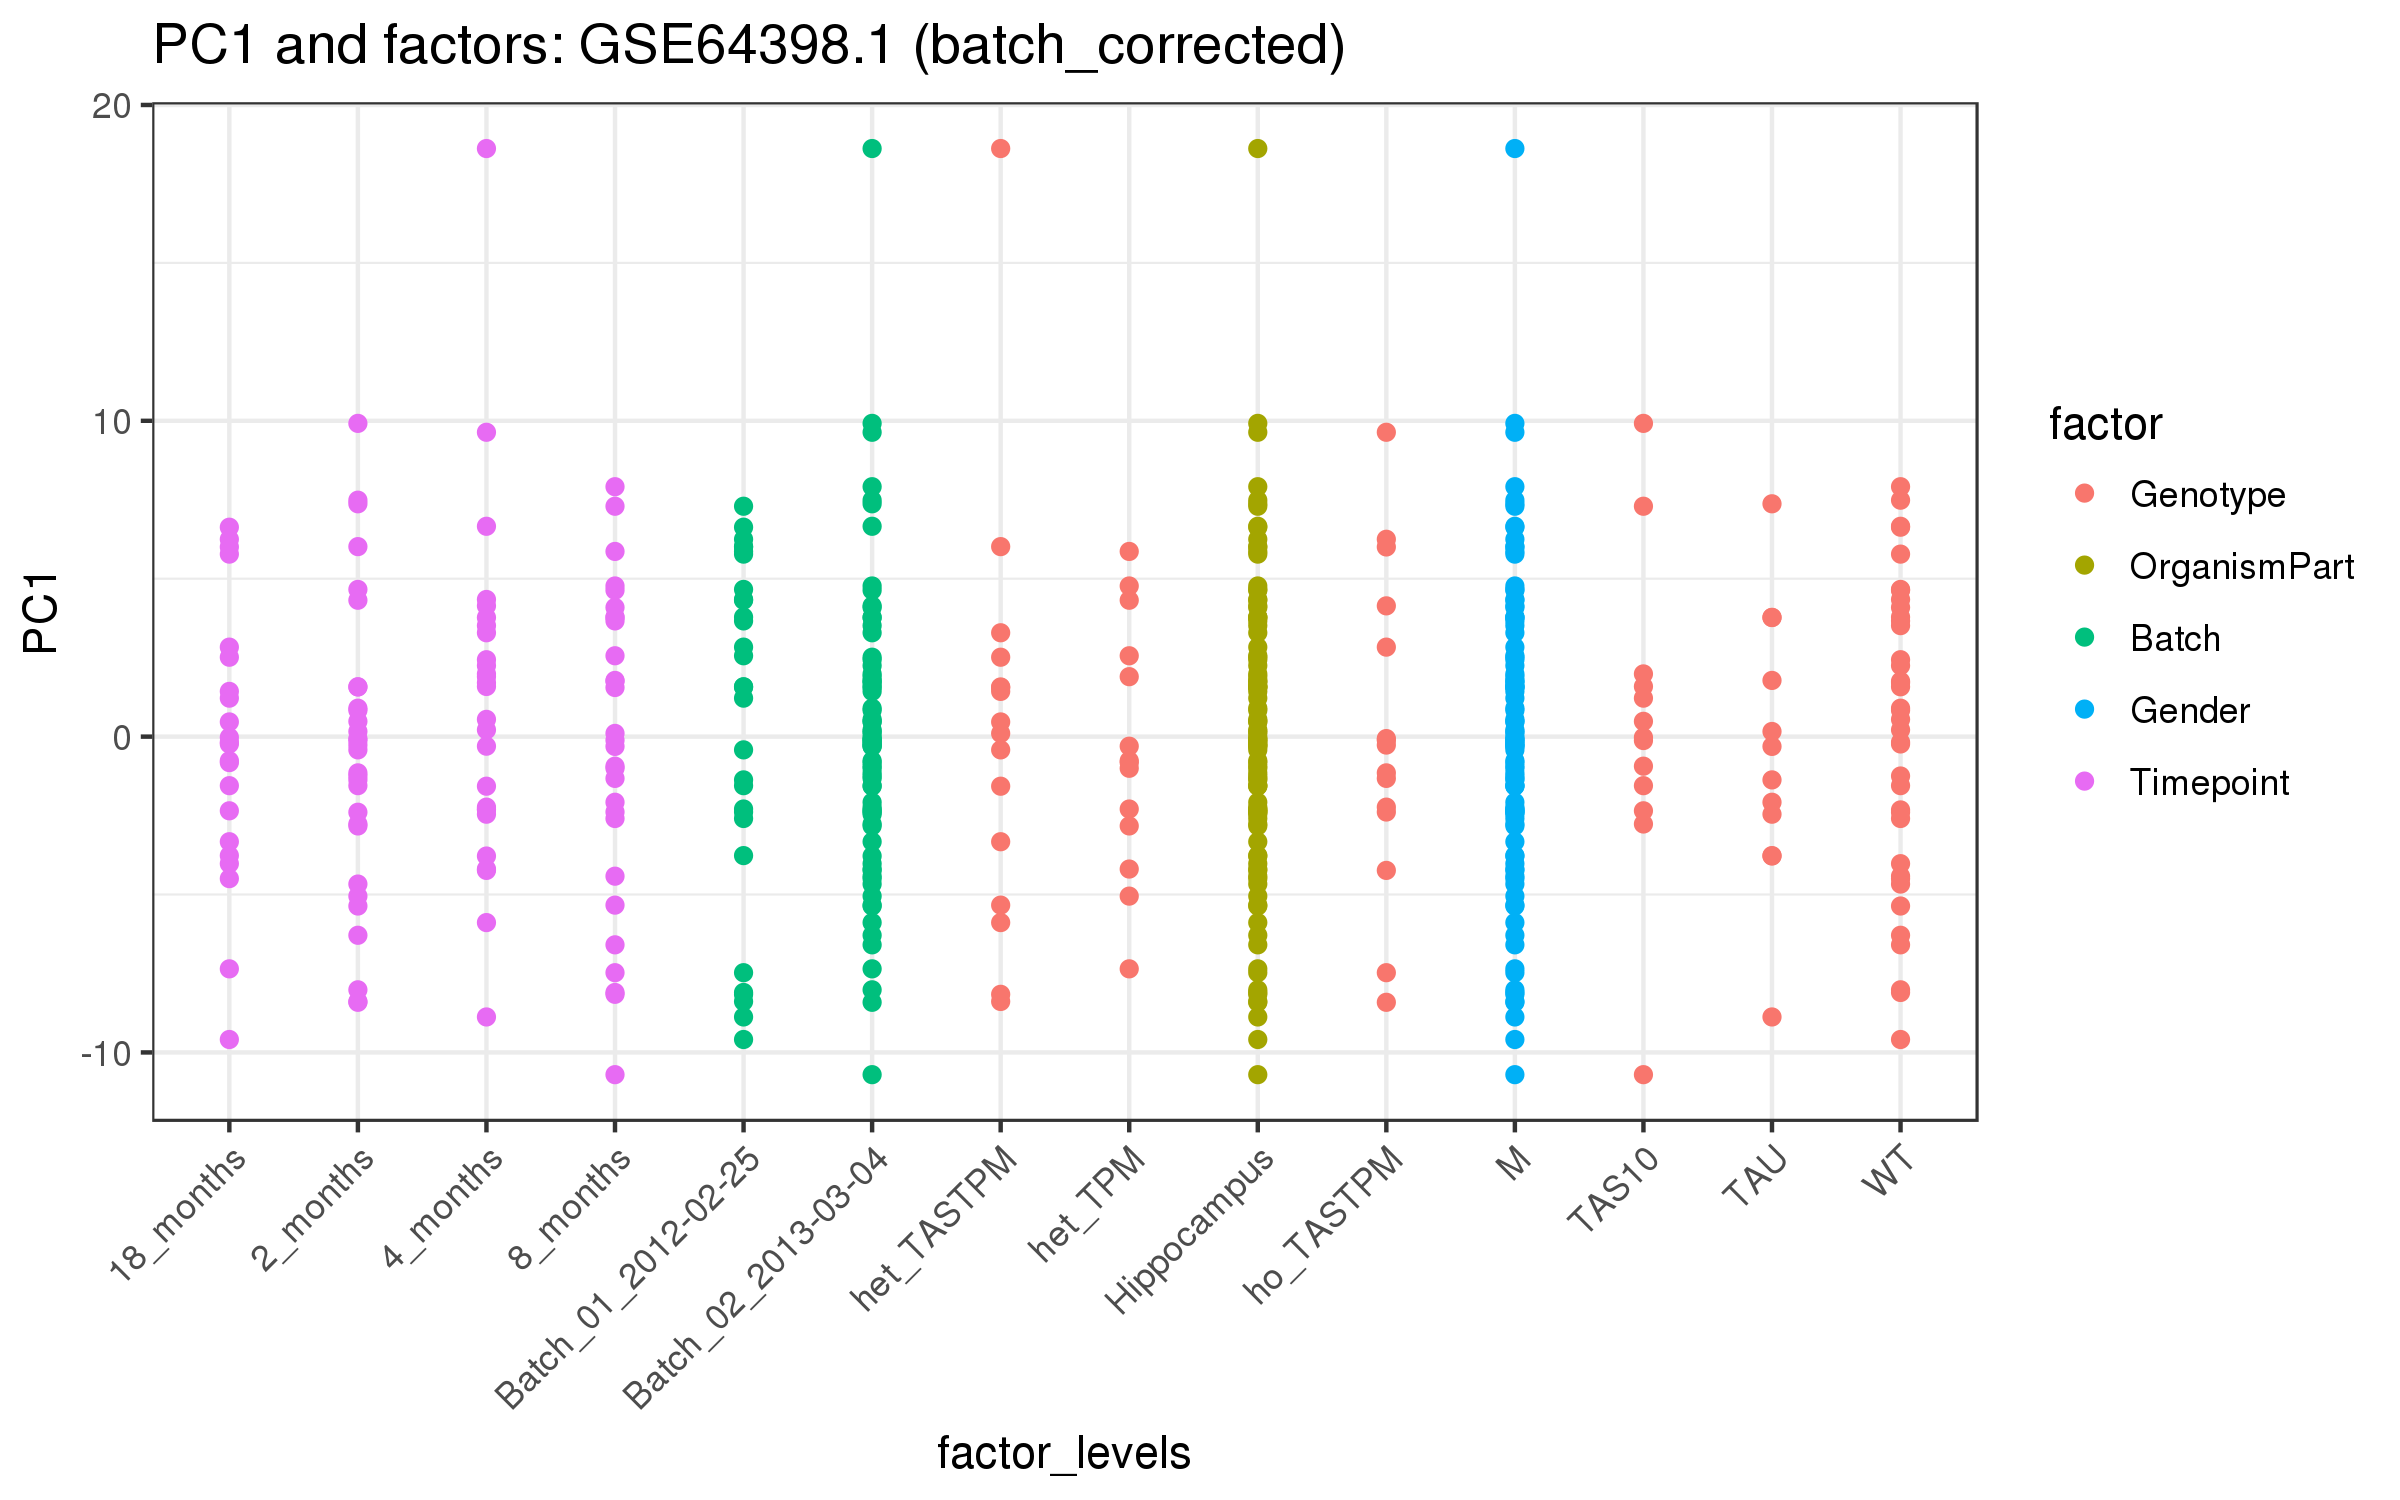 PC1 and factors: GSE64398.1 (batch_corrected)
20
10
0
-10
PC1
18_months
2_months
4_months
8_months
Batch_01_2012-02-25
Batch_02_2013-03-04
het_TASTPM
het_TPM
Hippocampus
ho_TASTPM
M
TAS10
TAU
WT
factor_levels
factor
Genotype
OrganismPart
Batch
Gender
Timepoint